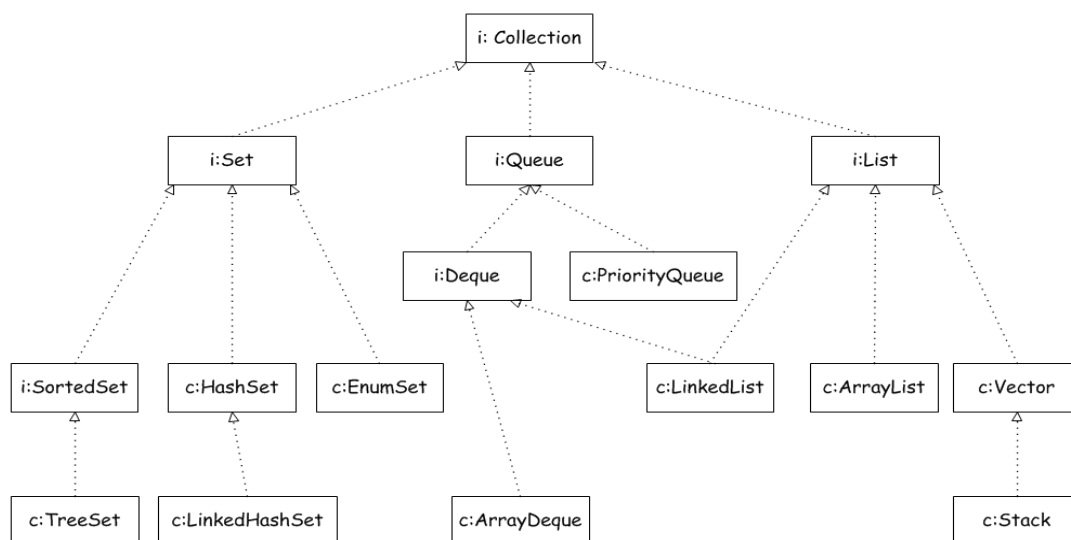 i: Collection
i:Set
i:Queue
i:List
i:Deque
c:PriorityQueue
i:SortedSet
c:HashSet
c:EnumSet
c:LinkedList
c:ArrayList
c:Vector
c:TreeSet
c:LinkedHashSet
c:ArrayDeque
c:Stack